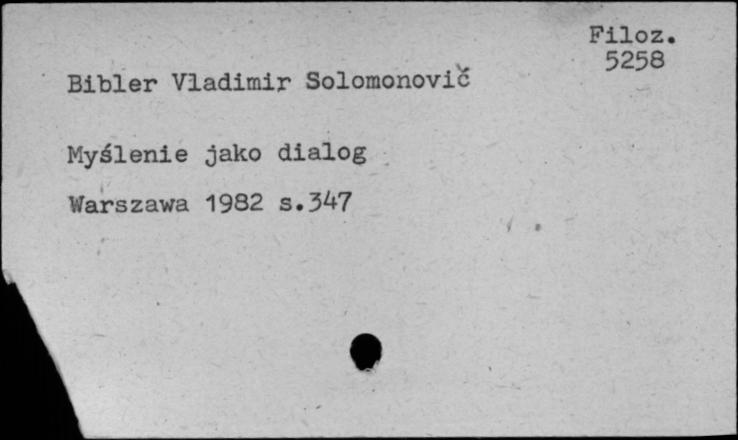 Filoz.
5258
Bibler Vladimir Solomonovič
Myślenie jako dialog
Warszawa 1982 s.347